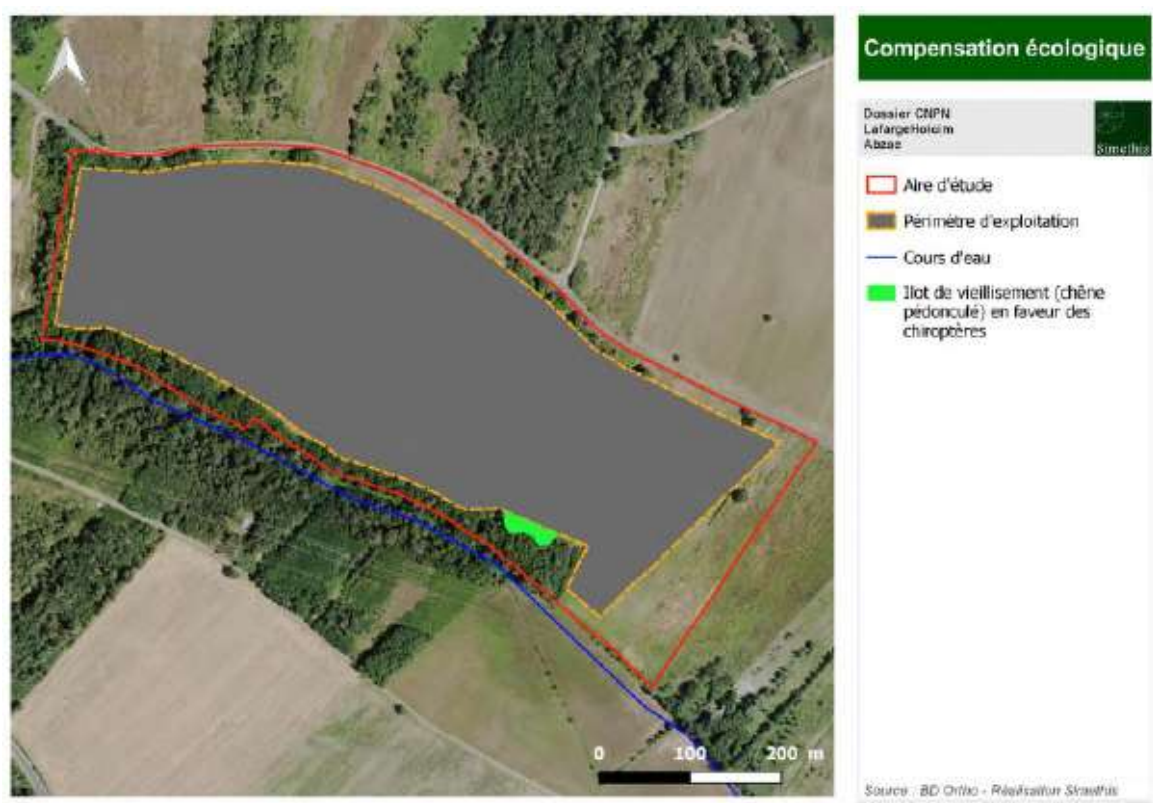 Compensation écologique
Dossier CNPN
LafargeHolcim
Abzac
Simethis
Aire d'étude
Périmètre d'exploitation
Cours d'eau
Ilot de vieillisement (chêne
pédonculé) en faveur des
chiroptères
0 100 200 m
Source : BD Ortho - Réalisation Simethis